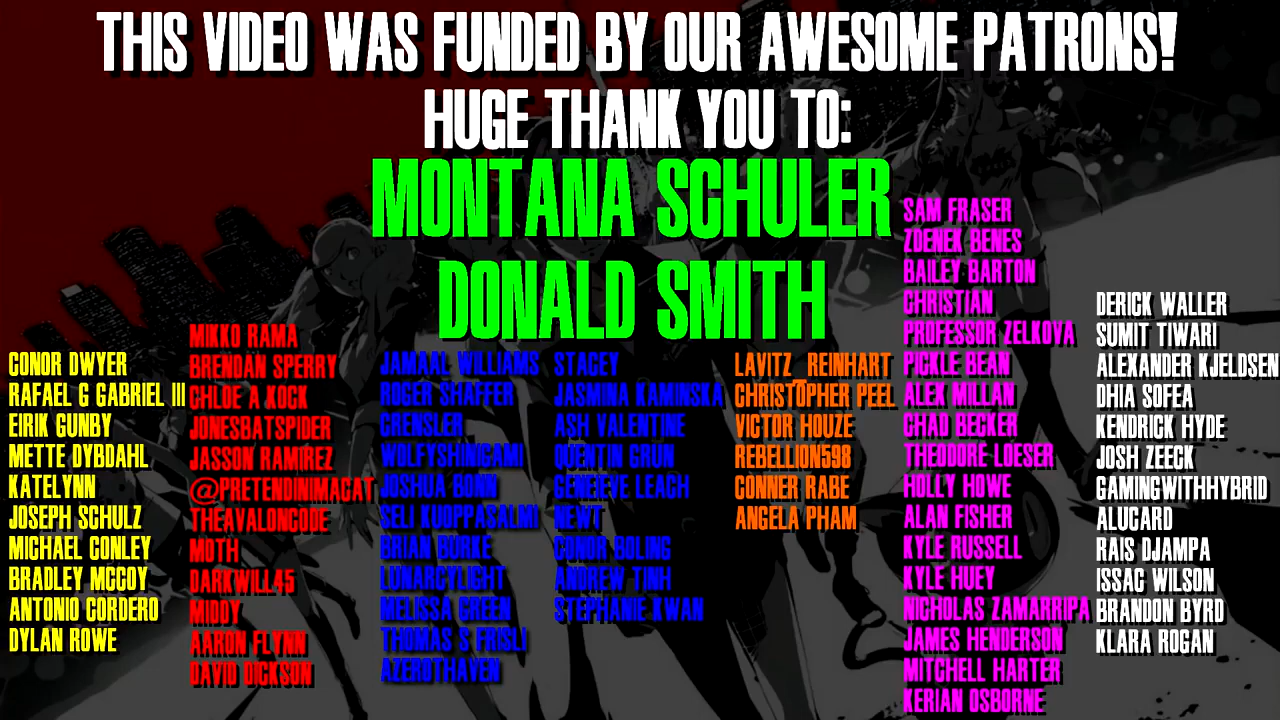 THIS VIDEO WAS FUNDED BY OUR AWESOME PATRONS!
HUGE THANK YOU TO:
MONTANA SCHULER
DONALD SMITH
CONOR DWYER
RAFAEL G GABRIEL III
EIRIK GUNBY
METTE DYBDAHL
KATELYNN
JOSEPH SCHULZ
MICHAEL CONLEY
BRADLEY MCCOY
ANTONIO CORDERO
DYLAN ROWE
MIKKO RAMA
BRENDAN SPERRY
CHLOE A KOCK
JONESBATSPIDER
JASSON RAMIREZ
@PRETENDINIMACAT
THEAVALONCODE
MOTH
DARKWILL45
MIDDY
AARON FLYNN
DAVID DICKSON
JAMAAL WILLIAMS
ROGER SHAFFER
CRENSLER
WOLFYSHINIGAMI
JOSHUA BONN
SELI KUOPPASALMI
BRIAN BURKE
LUNARCYLIGHT
MELISSA GREEN
THOMAS S FRISLI
AZEROTHAVEN
STACEY
JASMINA KAMINSKA
ASH VALENTINE
QUENTIN GRUN
GENEIEVE LEACH
NEWT
CONOR BOLING
ANDREW TINH
STEPHANIE KWAN
LAVITZ_REINHART
CHRISTOPHER PEEL
VICTOR HOUZE
REBELLION598
CONNER RABE
ANGELA PHAM
SAM FRASER
ZDENEK BENES
BAILEY BARTON
CHRISTIAN
PROFESSOR ZELKOVA
PICKLE BEAN
ALEX MILLAN
CHAD BECKER
THEODORE LOESER
HOLLY HOWE
ALAN FISHER
KYLE RUSSELL
KYLE HUEY
NICHOLAS ZAMARRIPA
JAMES HENDERSON
MITCHELL HARTER
KERIAN OSBORNE
DERICK WALLER
SUMIT TIWARI
ALEXANDER KJELDSEN
DHIA SOFEA
KENDRICK HYDE
JOSH ZEECK
GAMINGWITHHYBRID
ALUCARD
RAIS DJAMPA
ISSAC WILSON
BRANDON BYRD
KLARA ROGAN